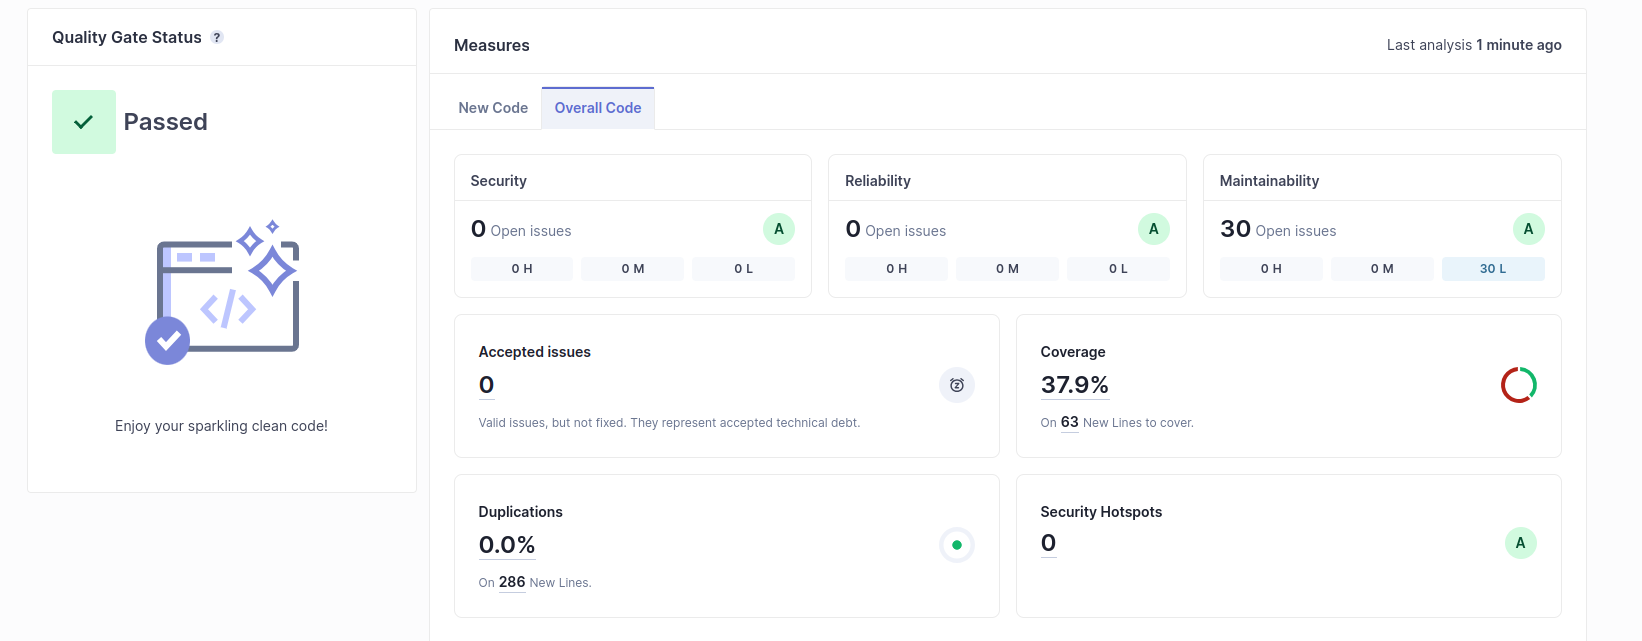 Quality Gate Status ?
Passed
Enjoy your sparkling clean code!
Measures
Last analysis 1 minute ago
New Code
Overall Code
Security
0 Open issues
A
0 H
0 M
0 L
Reliability
0 Open issues
A
0 H
0 M
0 L
Maintainability
30 Open issues
A
0 H
0 M
30 L
Accepted issues
0
Valid issues, but not fixed. They represent accepted technical debt.
Coverage
37.9%
On 63 New Lines to cover.
Duplications
0.0%
On 286 New Lines.
Security Hotspots
0
A